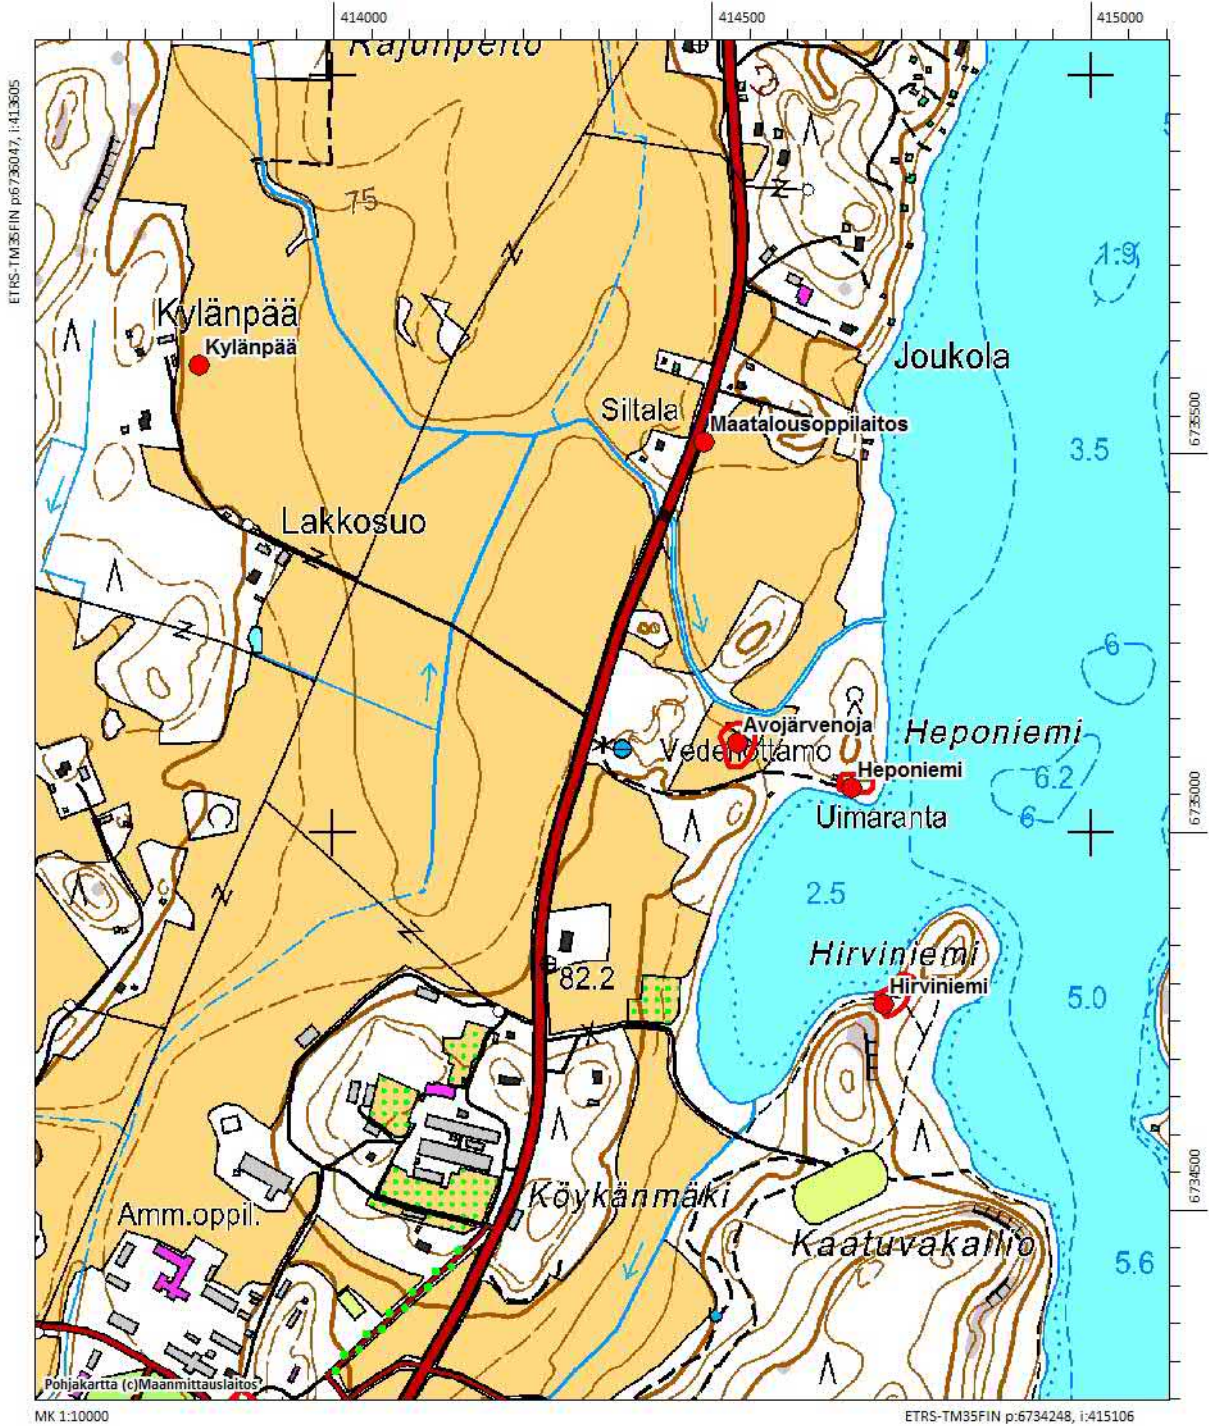 414000
414500
415000
ETRS-TM35FIN p:6736047, i:413605
Rajunpelto
75
1.9
Kylänpää
Kylänpää
Joukola
Siltala
Maatalousoppilaitos
6735500
3.5
Lakkosuo
6
Avojärvenoja
Vedenottamo
Heponiemi
Heponiemi
6.2
6
Uimaranta
6735000
2.5
Hirviniemi
82.2
Hirviniemi
5.0
Köykänmäki
6734500
Amm.oppil.
Kaatuvakallio
5.6
Pohjakartta (c)Maanmittauslaitos
MK 1:10000
ETRS-TM35FIN p:6734248, i:415106